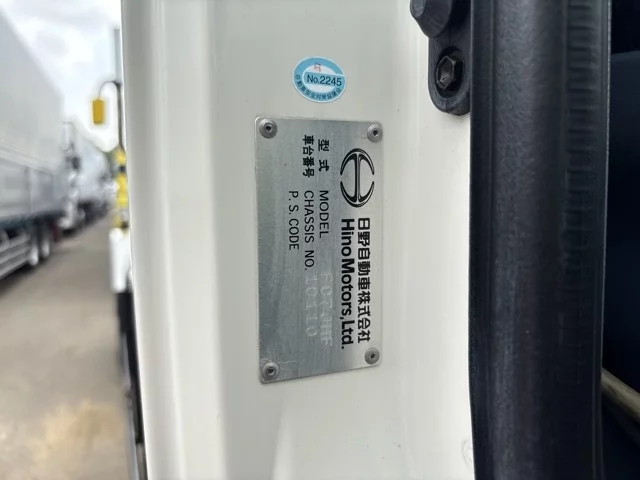 No.2245
日野自動車株式会社
Hino Motors, Ltd.
型式 MODEL
車台番号 CHASSIS NO. 10110
P. S. CODE